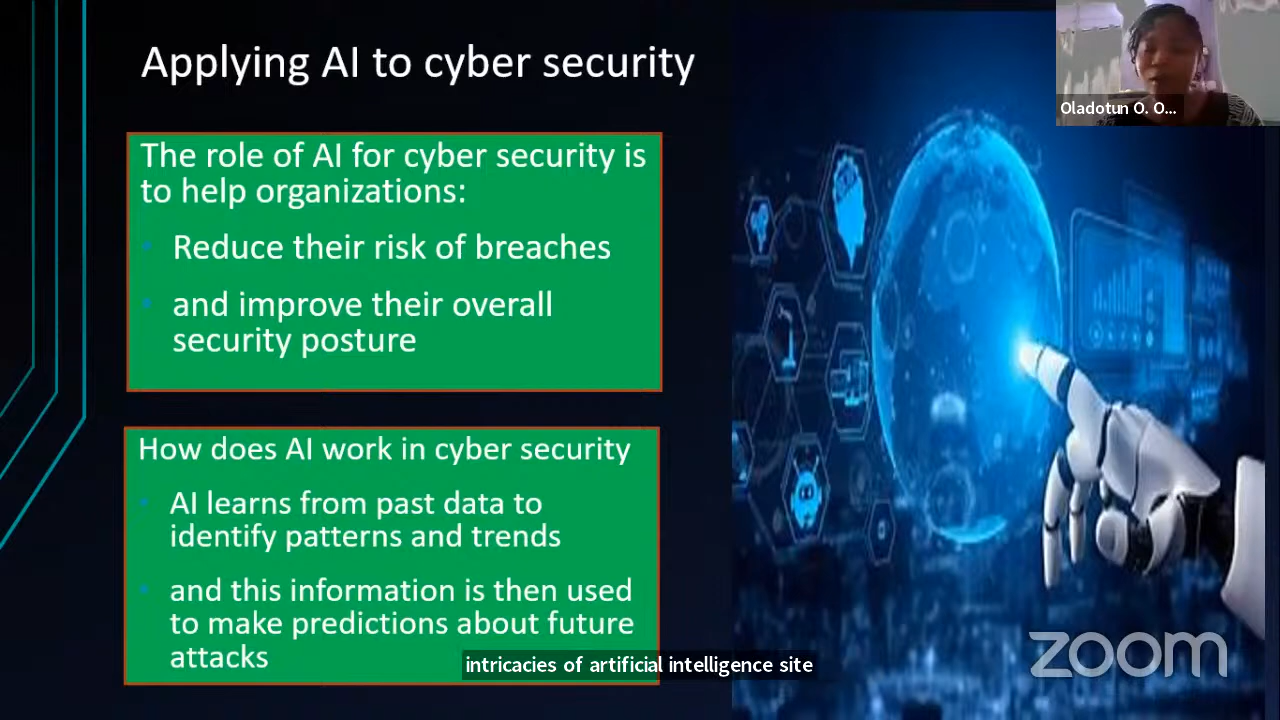 Applying AI to cyber security
Oladotun O. O...
The role of AI for cyber security is
to help organizations:
Reduce their risk of breaches
and improve their overall
security posture
How does AI work in cyber security
AI learns from past data to
identify patterns and trends
and this information is then used
to make predictions about future
attacks
intricacies of artificial intelligence site
zoom